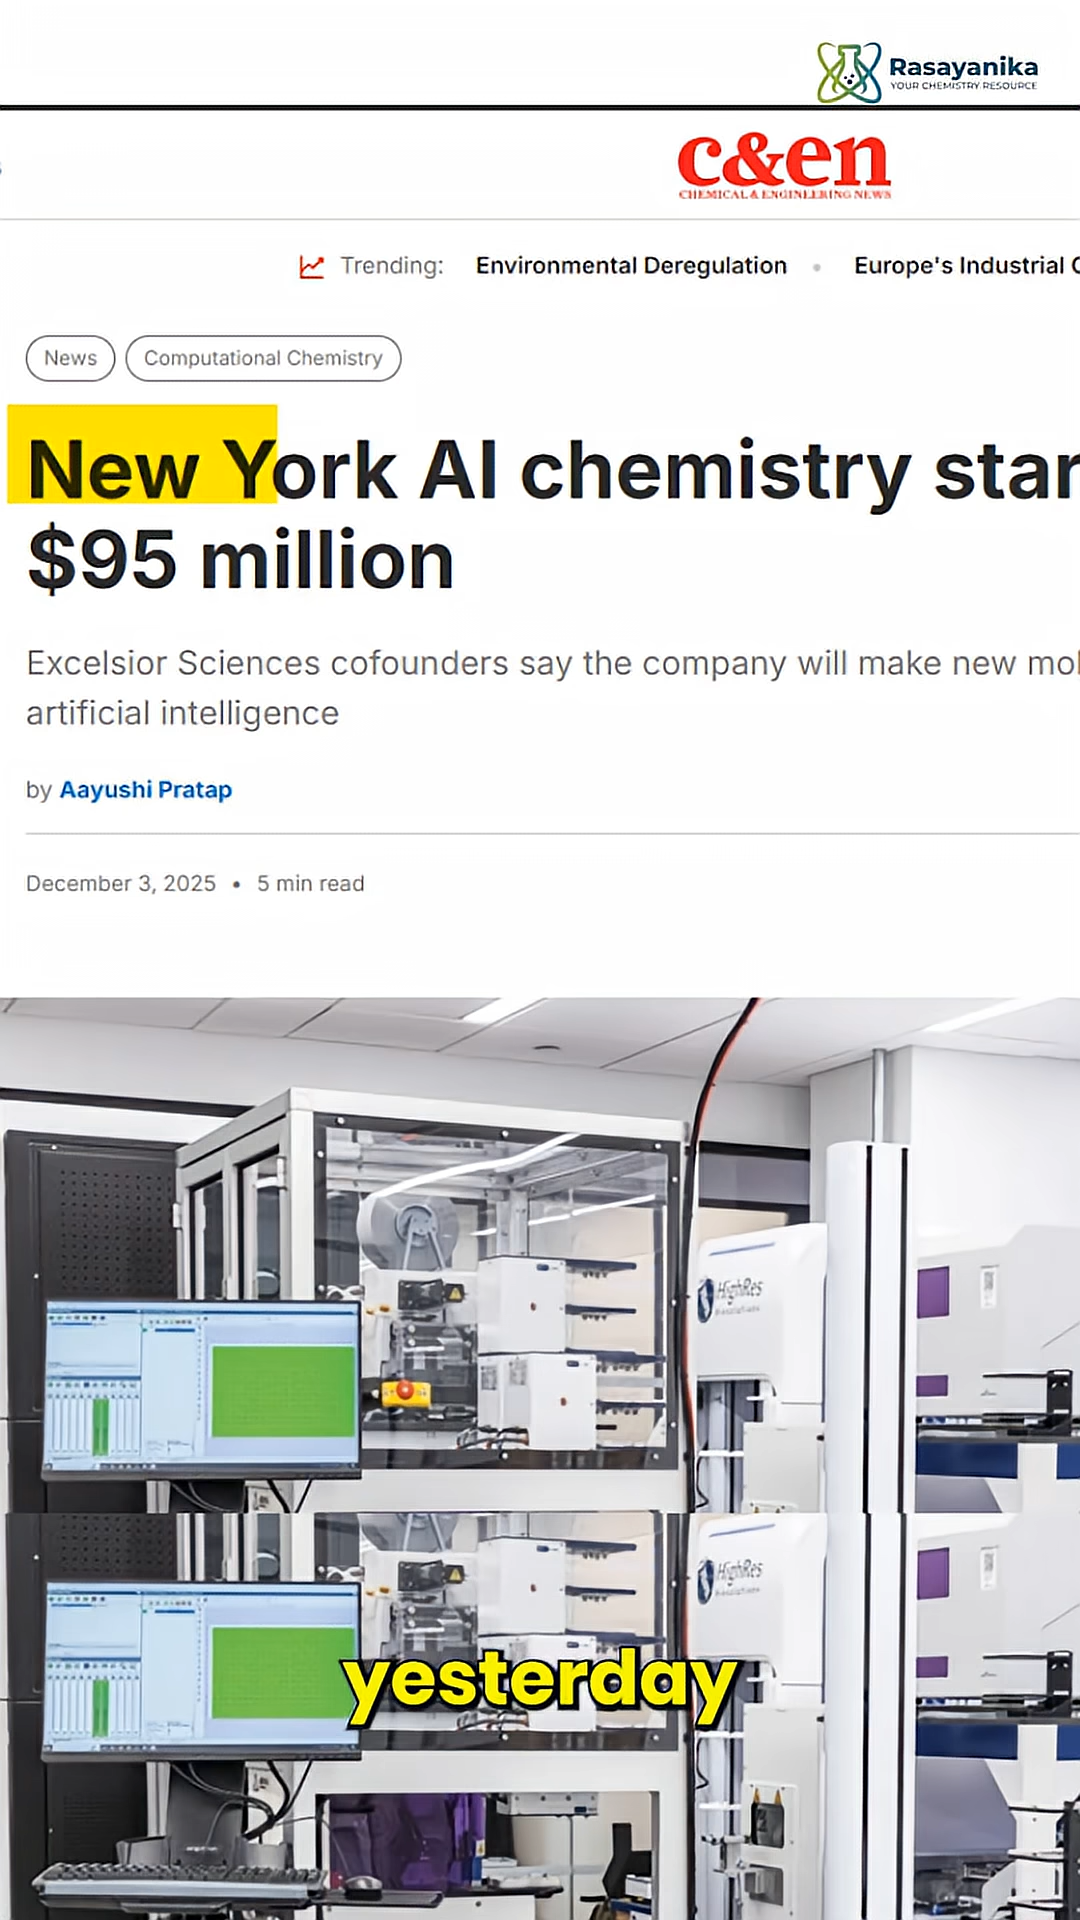 Rasayanika
YOUR CHEMISTRY RESOURCE
c&en
CHEMICAL & ENGINEERING NEWS
Trending: Environmental Deregulation • Europe's Industrial
News Computational Chemistry
New York AI chemistry star
$95 million
Excelsior Sciences cofounders say the company will make new mol
artificial intelligence
by Aayushi Pratap
December 3, 2025 • 5 min read
HighRes
HighRes
yesterday